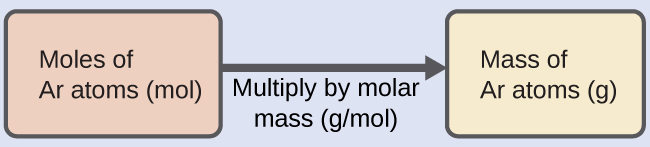 Moles of
Ar atoms (mol)
Multiply by molar
mass (g/mol)
Mass of
Ar atoms (g)